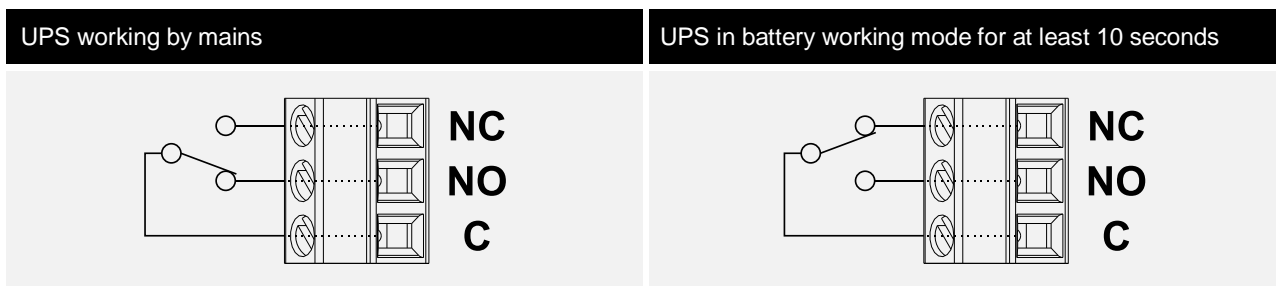 UPS working by mains
UPS in battery working mode for at least 10 seconds
NC
NO
C
NC
NO
C